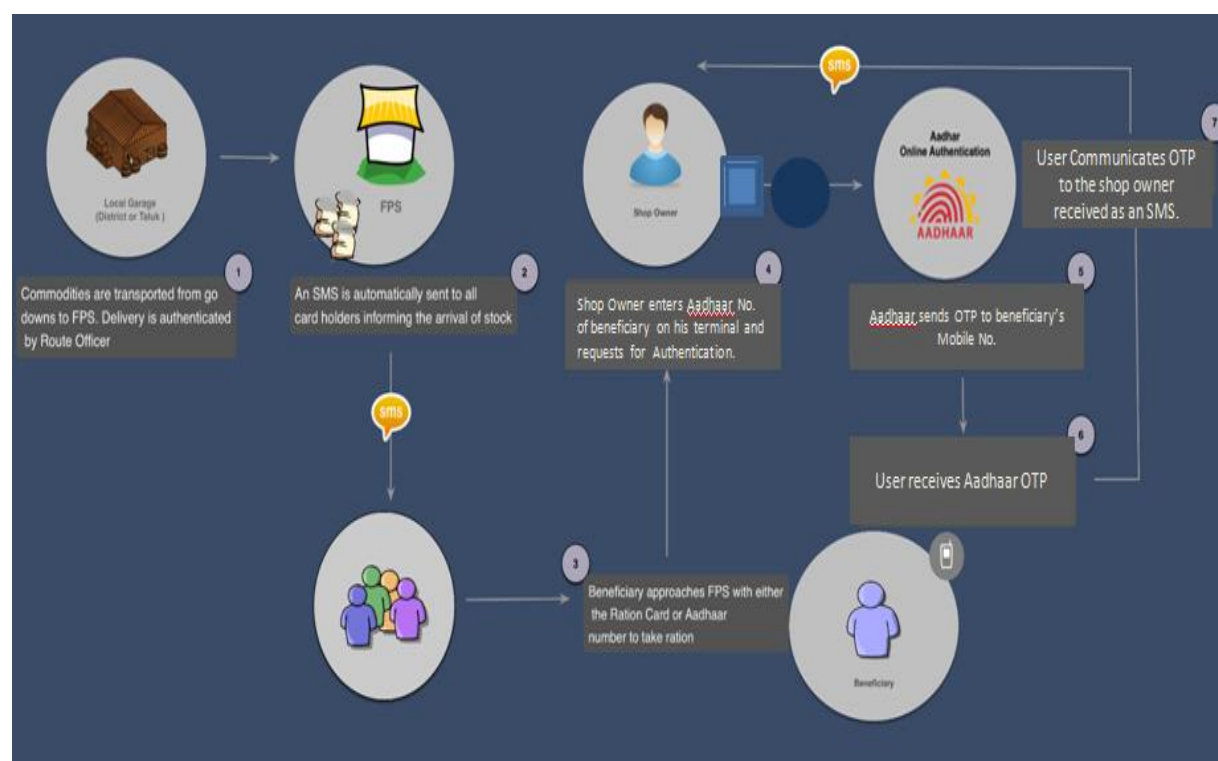 Local Garage
(District or Taluk )
1
Commodities are transported from go
downs to FPS. Delivery is authenticated
by Route Officer
FPS
2
An SMS is automatically sent to all
card holders informing the arrival of stock
sms
3
Beneficiary approaches FPS with either
the Ration Card or Aadhaar
number to take ration
Shop Owner
4
Shop Owner enters Aadhaar No.
of beneficiary on his terminal and
requests for Authentication.
Aadhar
Online Authentication
AADHAAR
5
Aadhaar sends OTP to beneficiary's
Mobile No.
6
User receives Aadhaar OTP
Beneficiary
7
User Communicates OTP
to the shop owner
received as an SMS.
sms